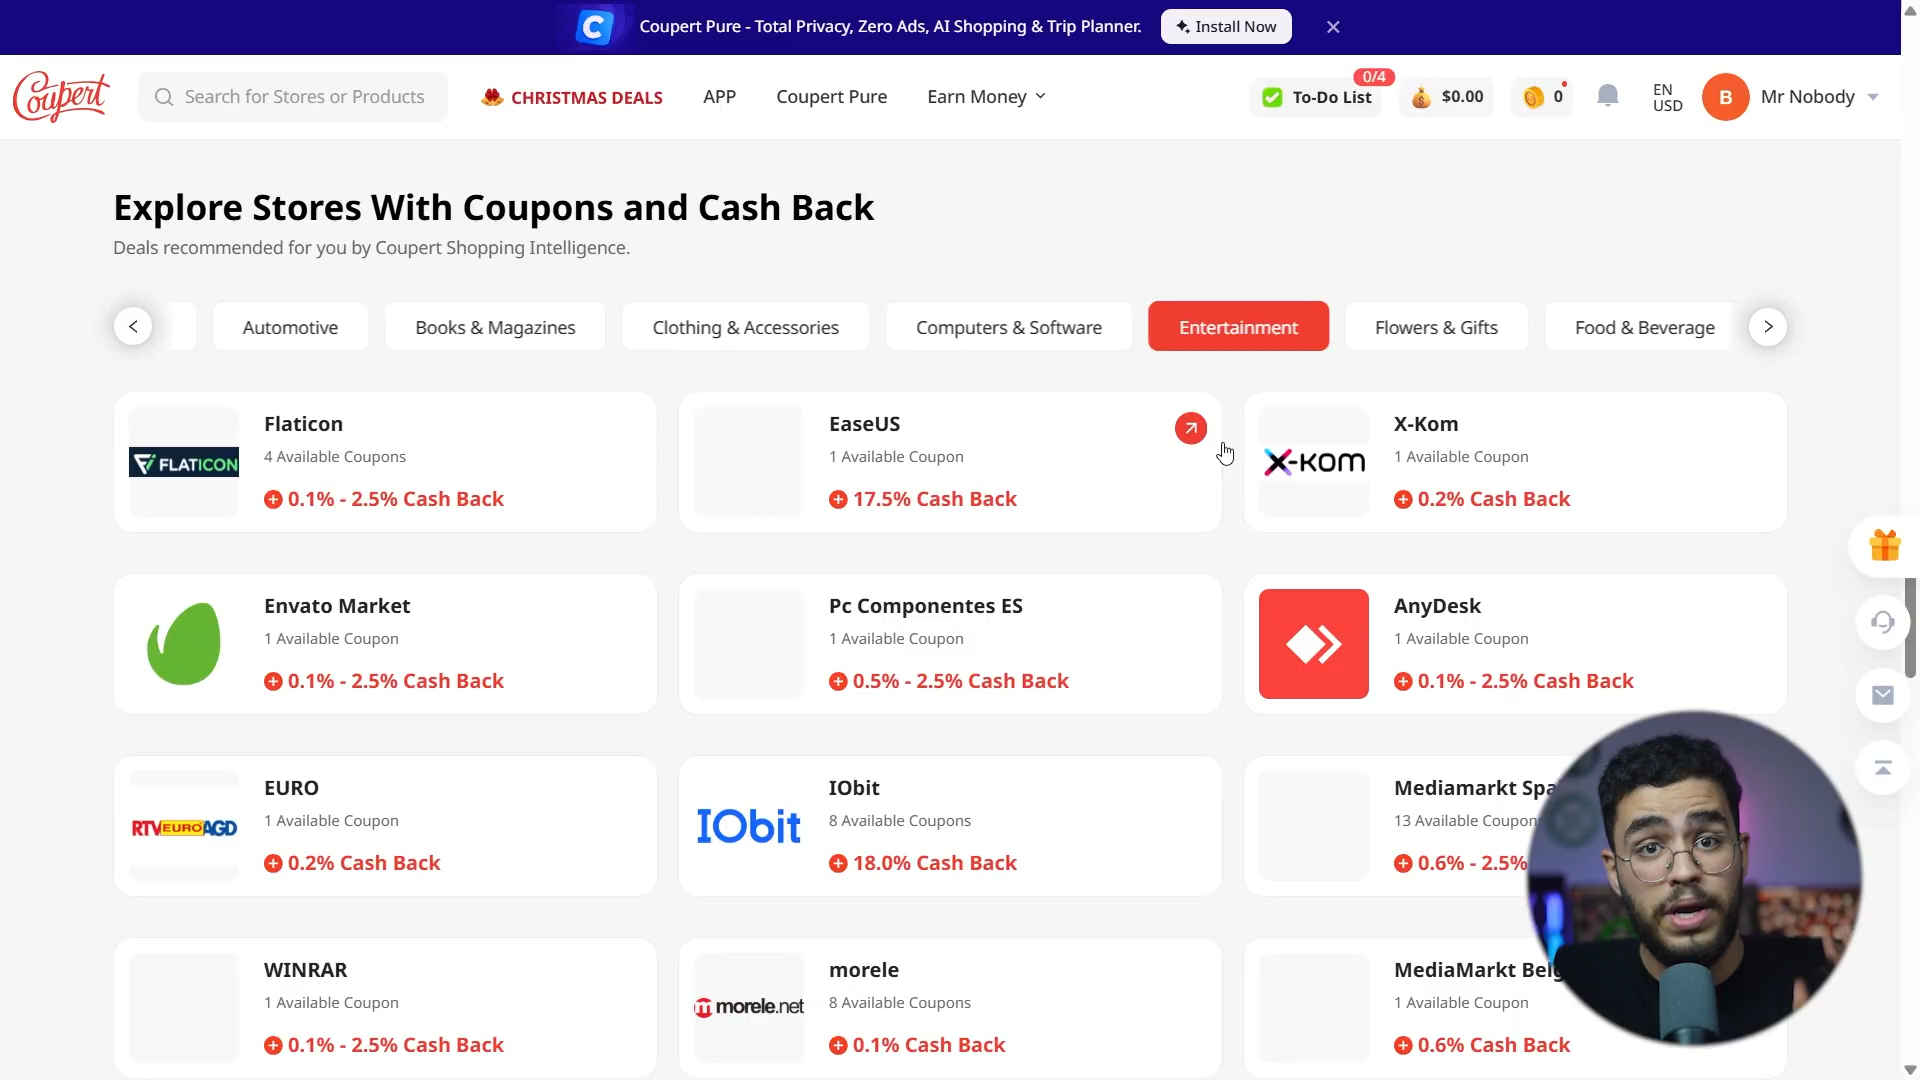 Coupert Pure - Total Privacy, Zero Ads, AI Shopping & Trip Planner.
Install Now
Coupert
Search for Stores or Products
CHRISTMAS DEALS
APP
Coupert Pure
Earn Money
0/4
To-Do List
$0.00
0
EN
USD
B
Mr Nobody
Explore Stores With Coupons and Cash Back
Deals recommended for you by Coupert Shopping Intelligence.
Automotive
Books & Magazines
Clothing & Accessories
Computers & Software
Entertainment
Flowers & Gifts
Food & Beverage
FLATICON
Flaticon
4 Available Coupons
0.1% - 2.5% Cash Back
EaseUS
1 Available Coupon
17.5% Cash Back
X-KOM
X-Kom
1 Available Coupon
0.2% Cash Back
Envato Market
1 Available Coupon
0.1% - 2.5% Cash Back
Pc Componentes ES
1 Available Coupon
0.5% - 2.5% Cash Back
AnyDesk
1 Available Coupon
0.1% - 2.5% Cash Back
RTV EURO AGD
EURO
1 Available Coupon
0.2% Cash Back
IObit
IObit
8 Available Coupons
18.0% Cash Back
Mediamarkt Spa
13 Available Coupon
0.6% - 2.5%
WINRAR
1 Available Coupon
0.1% - 2.5% Cash Back
morele.net
morele
8 Available Coupons
0.1% Cash Back
MediaMarkt Belg
1 Available Coupon
0.6% Cash Back